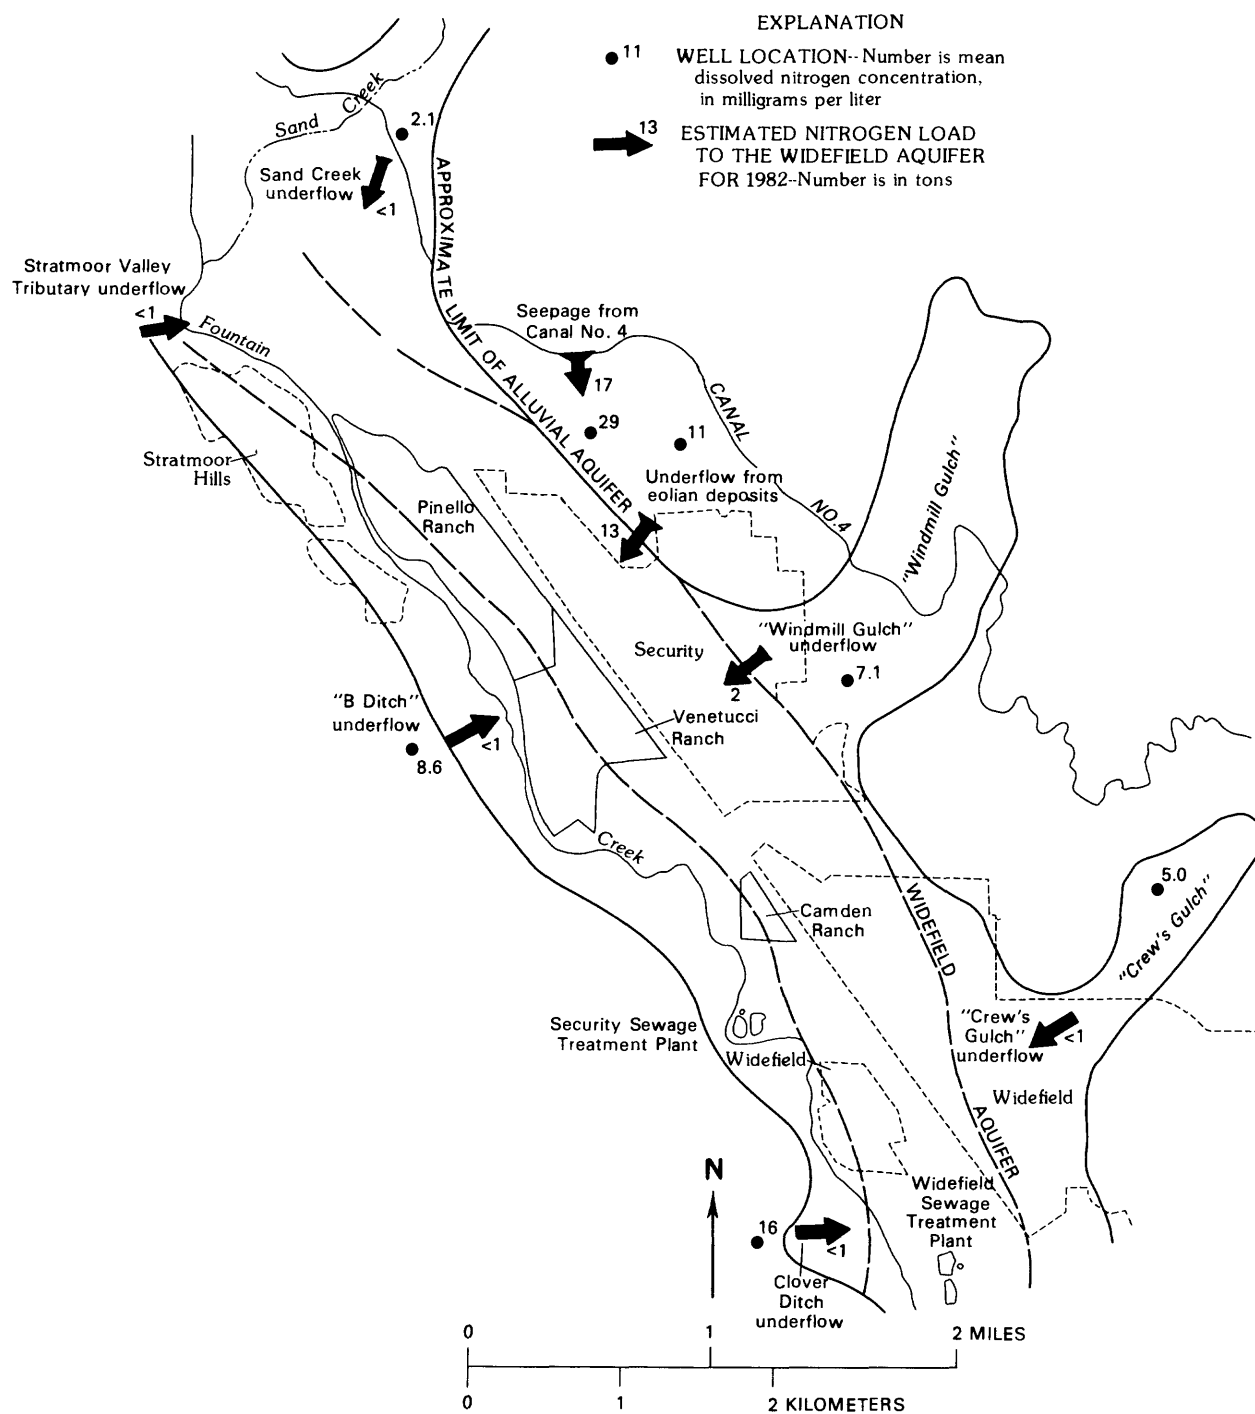 EXPLANATION
11
WELL LOCATION--Number is mean
dissolved nitrogen concentration,
in milligrams per liter
13
ESTIMATED NITROGEN LOAD
TO THE WIDEFIELD AQUIFER
FOR 1982--Number is in tons
Sand Creek
2.1
Sand Creek
underflow
<1
APPROXIMATE LIMIT OF ALLUVIAL AQUIFER
Stratmoor Valley
Tributary underflow
<1
Fountain
Seepage from
Canal No. 4
17
29
11
CANAL NO.4
Underflow from
eolian deposits
13
"Windmill Gulch"
Stratmoor
Hills
Pinello
Ranch
Security
"Windmill Gulch"
underflow
2
7.1
"B Ditch"
underflow
<1
8.6
Venetucci
Ranch
Creek
Camden
Ranch
WIDEFIELD AQUIFER
5.0
"Crew's Gulch"
"Crew's
Gulch"
underflow
<1
Security Sewage
Treatment Plant
Widefield
Widefield
Widefield
Sewage
Treatment
Plant
N
16
<1
Clover
Ditch
underflow
0 1 2 MILES
0 1 2 KILOMETERS